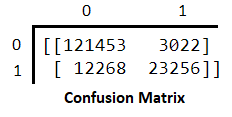 0 1
0 [[121453 3022]
1 [ 12268 23256]]
Confusion Matrix